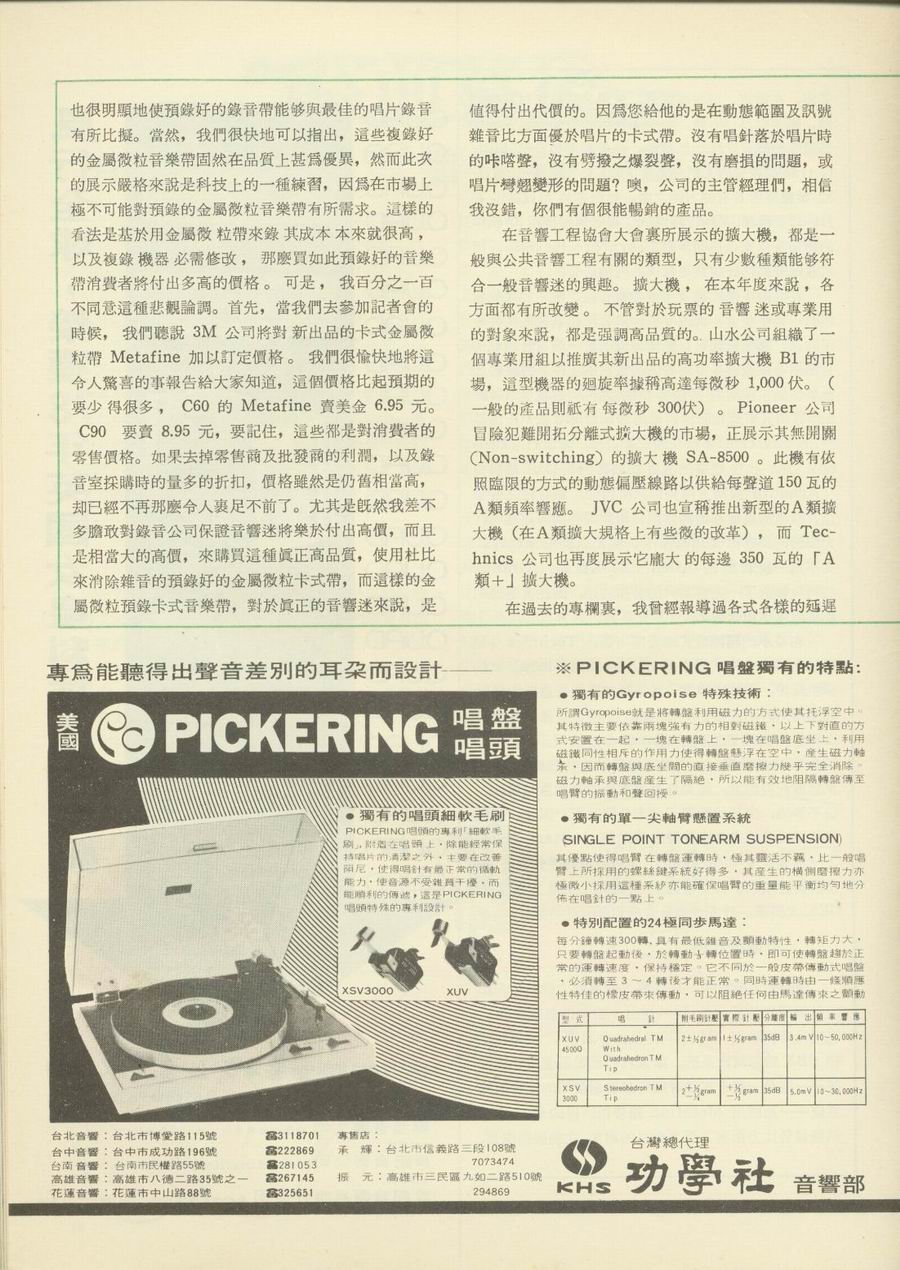 也很明顯地使預錄好的錄音帶能够與最佳的唱片錄音
有所比擬。當然，我們很快地可以指出，這些複錄好
的金屬微粒音樂帶固然在品質上甚爲優異，然而此次
的展示嚴格來說是科技上的一種練習，因爲在市場上
極不可能對預錄的金屬微粒音樂帶有所需求。這樣的
看法是基於用金屬微粒帶來錄其成本本來就很高，
以及複錄機器必需修改，那麼買如此預錄好的音樂
帶消費者將付出多高的價格。可是，我百分之一百
不同意這種悲觀論調。首先，當我們去參加記者會的
時候，我們聽說 3M 公司將對新出品的卡式金屬微
粒帶 Metafine 加以訂定價格。我們很愉快地將這
令人驚喜的事報告給大家知道，這個價格比起預期的
要少得很多， C60 的 Metafine 賣美金 6.95 元。
C90 要賣 8.95 元，要記住，這些都是對消費者的
零售價格。如果去掉零售商及批發商的利潤，以及錄
音室採購時的量多的折扣，價格雖然是仍舊相當高，
却已經不再那麼令人裹足不前了。尤其是旣然我差不
多膽敢對錄音公司保證音響迷將樂於付出高價，而且
是相當大的高價，來購買這種眞正高品質，使用杜比
來消除雜音的預錄好的金屬微粒卡式帶，而這樣的金
屬微粒預錄卡式音樂帶，對於眞正的音響迷來說，是
值得付出代價的。因爲您給他的是在動態範圍及訊號
雜音比方面優於唱片的卡式帶。沒有唱針落於唱片時
的咔嗒聲，沒有劈撥之爆裂聲，沒有磨損的問題，或
唱片彎翹變形的問題？噢，公司的主管經理們，相信
我沒錯，你們有個很能暢銷的產品。
在音響工程協會大會裏所展示的擴大機，都是一
般與公共音響工程有關的類型，只有少數種類能够符
合一般音響迷的興趣。擴大機，在本年度來說，各
方面都有所改變。不管對於玩票的音響迷或專業用
的對象來說，都是强調高品質的。山水公司組織了一
個專業用組以推廣其新出品的高功率擴大機 B1 的市
場，這型機器的廻旋率據稱高達每微秒 1,000 伏。（
一般的產品則祇有每微秒 300伏）。 Pioneer 公司
冒險犯難開拓分離式擴大機的市場，正展示其無開關
(Non-switching) 的擴大機 SA-8500 。此機有依
照臨限的方式的動態偏壓線路以供給每聲道 150 瓦的
A類頻率響應。 JVC 公司也宣稱推出新型的A類擴
大機（在A類擴大規格上有些微的改革），而 Tec-
hnics 公司也再度展示它龐大的每邊 350 瓦的「A
類＋」擴大機。
在過去的專欄裏，我曾經報導過各式各樣的延遲
專爲能聽得出聲音差別的耳朶而設計——
美國 PICKERING 唱盤
唱頭
● 獨有的唱頭細軟毛刷
PICKERING唱頭的專利「細軟毛
刷」，附着在唱頭上，除能經常保
持唱片的清潔之外，主要在改善
阻尼，使得唱針有最正常的循軌
能力，使音源不受雜質干擾，而
能順利的傳遞，這是PICKERING
唱頭特殊的專利設計。
XSV3000 XUV
※PICKERING 唱盤獨有的特點:
● 獨有的Gyropoise 特殊技術：
所謂Gyropoise就是將轉盤利用磁力的方式使其托浮空中。
其特徵主要依靠兩塊強有力的相對磁鐵，以上下對直的方
式安置在一起，一塊在轉盤上，一塊在唱盤底坐上，利用
磁鐵同性相斥的作用力使得轉盤懸浮在空中，產生磁力軸
承，因而轉盤與底坐間的直接垂直磨擦力幾乎完全消除。
磁力軸承與底盤產生了隔絶，所以能有效地阻隔轉盤傳至
唱臂的振動和聲回授。
● 獨有的單一尖軸臂懸置系統
(SINGLE POINT TONEARM SUSPENSION)
其優點使得唱臂在轉盤運轉時，極其靈活不羈，比一般唱
臂上所採用的螺絲鍵系統好得多，其產生的橫側磨擦力亦
極微小採用這種系統亦能確保唱臂的重量能平衡均勻地分
佈在唱針的一點上。
● 特別配置的24極同步馬達：
每分鐘轉速300轉，具有最低雜音及顫動特性，轉矩力大，
只要轉盤起動後，於轉動 轉位置時，即可使轉盤趨於正
常的運轉速度，保持穩定。它不同於一般皮帶傳動式唱盤
，必須轉至3～4轉後才能正常。同時運轉時由一條順應
性特佳的橡皮帶來傳動，可以阻絕任何由馬達傳來之顫動
型式 唱針 附毛刷針壓 實際針壓 分離度 輸出 頻率響應
XUV 4500Q Quadrahedral TM With Quadrahedron TM Tip 2±½gram 1±½gram 35dB 3.4mV 10~50,000Hz
XSV 3000 Stereohedron TM Tip 2+½-¼gram +½-½gram 35dB 5.0mV 10~30,000Hz
台北音響：台北市博愛路115號 ☎3118701
台中音響：台中市成功路196號 ☎222869
台南音響：台南市民權路55號 ☎281053
高雄音響：高雄市八德二路35號之一 ☎267145
花蓮音響：花蓮市中山路88號 ☎325651
專售店：
承輝：台北市信義路三段108號
7073474
振元：高雄市三民區九如二路510號
294869
台灣總代理
KHS 功學社 音響部